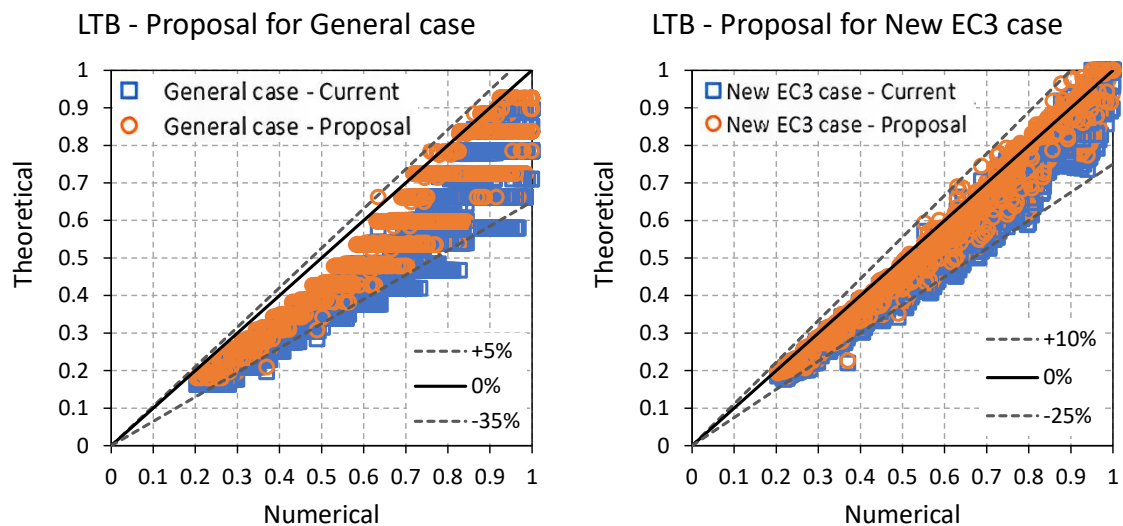 LTB - Proposal for General case
1
0.9
0.8
0.7
0.6
0.5
0.4
0.3
0.2
0.1
0
Theoretical
General case - Current
General case - Proposal
+5%
0%
-35%
0 0.1 0.2 0.3 0.4 0.5 0.6 0.7 0.8 0.9 1
Numerical
LTB - Proposal for New EC3 case
1
0.9
0.8
0.7
0.6
0.5
0.4
0.3
0.2
0.1
0
Theoretical
New EC3 case - Current
New EC3 case - Proposal
+10%
0%
-25%
0 0.1 0.2 0.3 0.4 0.5 0.6 0.7 0.8 0.9 1
Numerical